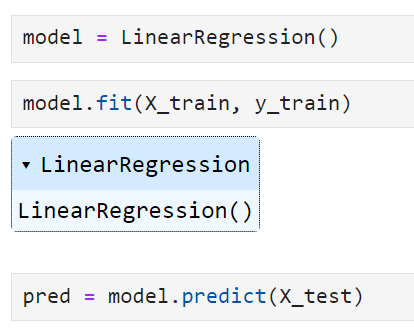 model = LinearRegression()
model.fit(X_train, y_train)
▾ LinearRegression
LinearRegression()
pred = model.predict(X_test)